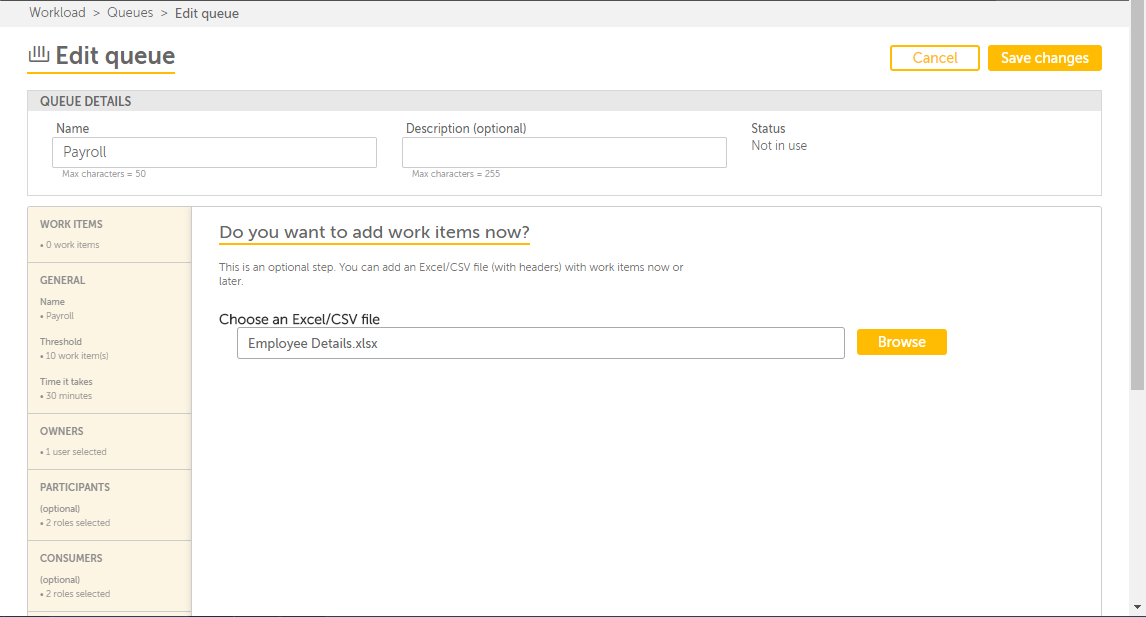 Workload > Queues > Edit queue
Edit queue
Cancel
Save changes
QUEUE DETAILS
Name
Description (optional)
Status
Payroll
Not in use
Max characters = 50
Max characters = 255
WORK ITEMS
• 0 work items
GENERAL
Name
• Payroll
Threshold
• 10 work item(s)
Time it takes
• 30 minutes
OWNERS
• 1 user selected
PARTICIPANTS
(optional)
• 2 roles selected
CONSUMERS
(optional)
• 2 roles selected
Do you want to add work items now?
This is an optional step. You can add an Excel/CSV file (with headers) with work items now or
later.
Choose an Excel/CSV file
Employee Details.xlsx
Browse